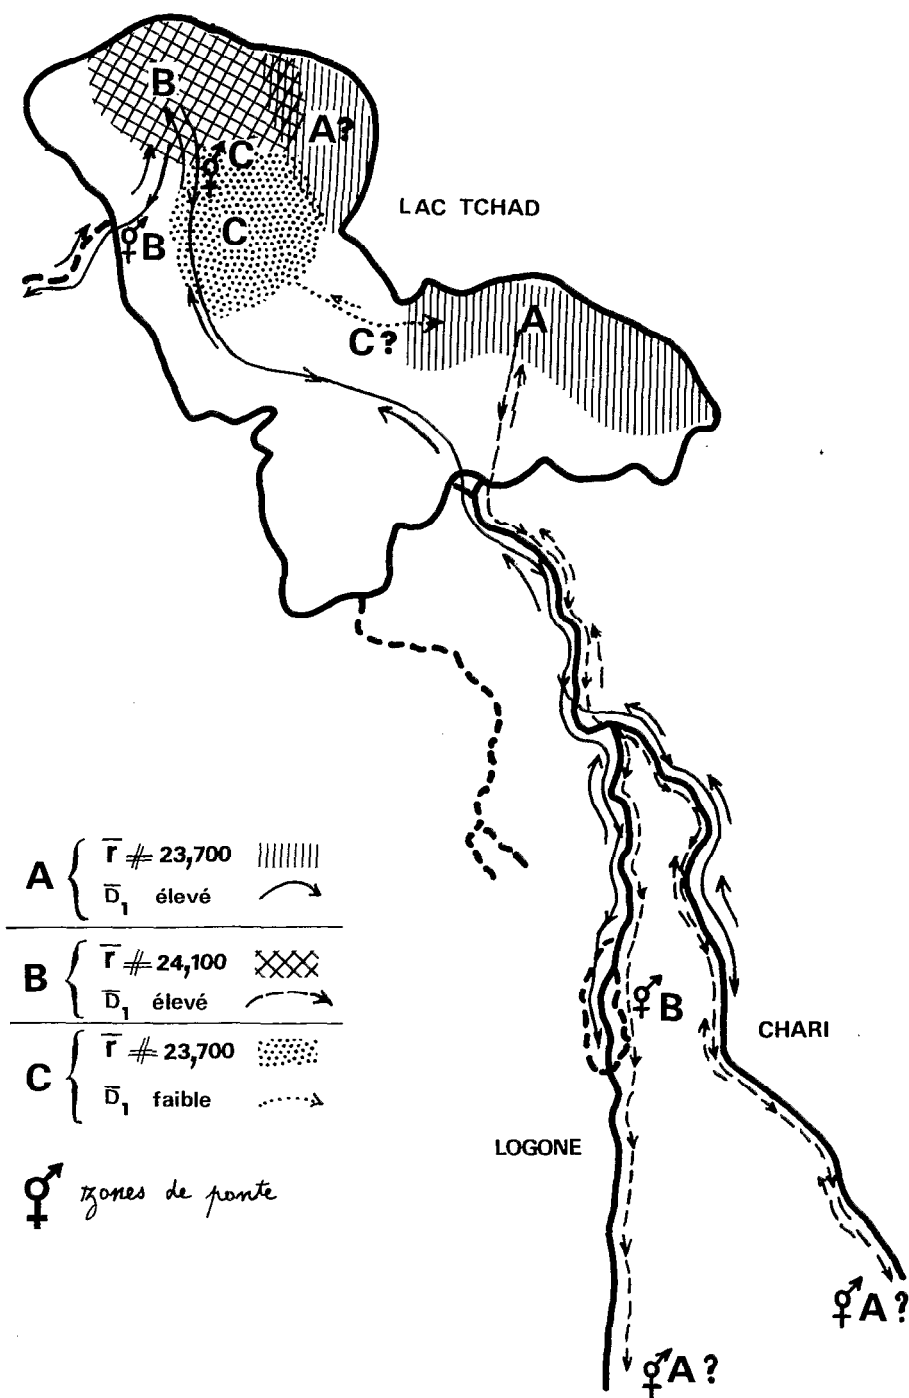 B
A?
⚥ C
LAC TCHAD
C
⚥ B
A
C ?
A { r̄ # 23,700
D̄₁ élevé
B { r̄ # 24,100
D̄₁ élevé
C { r̄ # 23,700
D̄₁ faible
⚥ zones de ponte
⚥ B
CHARI
LOGONE
⚥ A ?
⚥ A ?